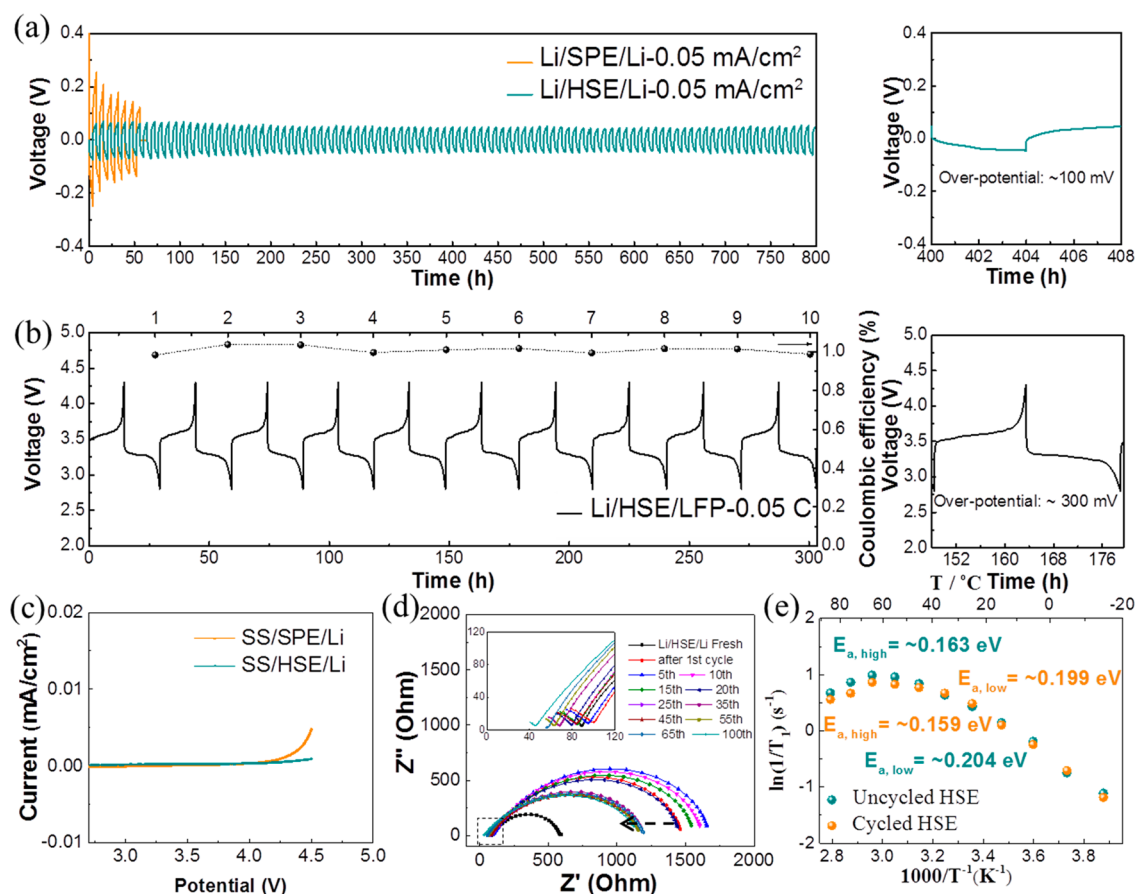 (a)
0.4
0.2
0.0
-0.2
-0.4
Voltage (V)
Li/SPE/Li-0.05 mA/cm²
Li/HSE/Li-0.05 mA/cm²
0 50 100 150 200 250 300 350 400 450 500 550 600 650 700 750 800
Time (h)
0.4
0.2
0.0
-0.2
-0.4
Voltage (V)
Over-potential: ~100 mV
400 402 404 406 408
Time (h)
(b)
1 2 3 4 5 6 7 8 9 10
5.0
4.5
4.0
3.5
3.0
2.5
2.0
Voltage (V)
Li/HSE/LFP-0.05 C
1.0
0.8
0.6
0.4
0.2
0.0
Coulombic efficiency (%)
0 50 100 150 200 250 300
Time (h)
5.0
4.5
4.0
3.5
3.0
2.5
2.0
Voltage (V)
Over-potential: ~ 300 mV
152 160 168 176
Time (h)
(c)
0.02
0.01
0.00
-0.01
Current (mA/cm²)
SS/SPE/Li
SS/HSE/Li
3.0 3.5 4.0 4.5 5.0
Potential (V)
(d)
2000
1500
1000
500
0
Z'' (Ohm)
120
100
80
60
40
20
0
40 60 80 100 120
Li/HSE/Li Fresh
after 1st cycle
5th 10th
15th 20th
25th 35th
45th 55th
65th 100th
0 500 1000 1500 2000
Z' (Ohm)
(e)
T / °C
80 60 40 20 0 -15
1
0
-1
-2
ln(1/T₁) (s⁻¹)
Eₐ, high = ~0.163 eV
Eₐ, low = ~0.199 eV
Eₐ, high = ~0.159 eV
Eₐ, low = ~0.204 eV
Uncycled HSE
Cycled HSE
2.8 3.0 3.2 3.4 3.6 3.8
1000/T⁻¹(K⁻¹)